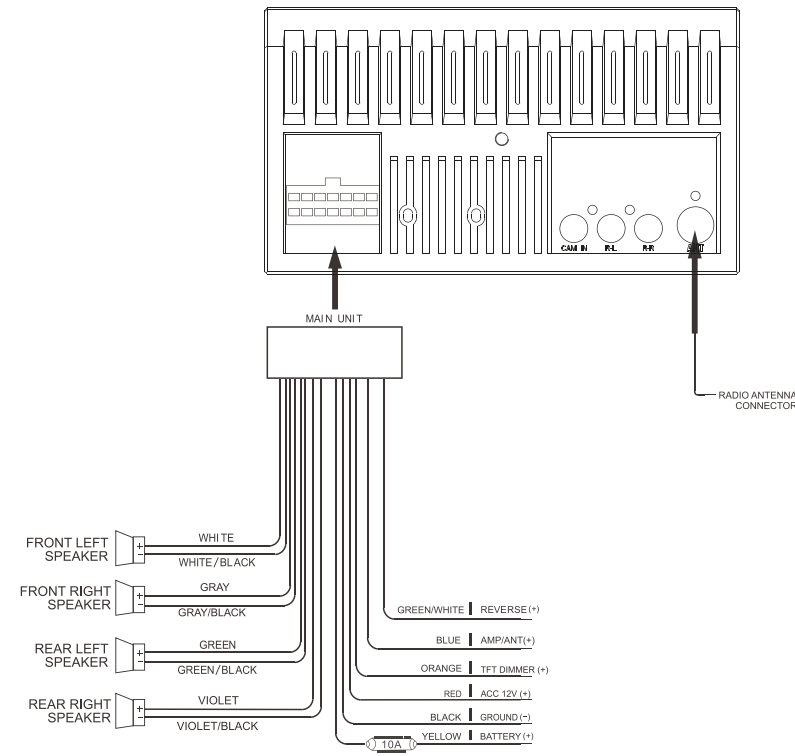 CAM IN
R-L
R-R
ANT
MAIN UNIT
RADIO ANTENNA
CONNECTOR
FRONT LEFT
SPEAKER
+
-
WHITE
WHITE/BLACK
FRONT RIGHT
SPEAKER
+
-
GRAY
GRAY/BLACK
REAR LEFT
SPEAKER
+
-
GREEN
GREEN/BLACK
REAR RIGHT
SPEAKER
+
-
VIOLET
VIOLET/BLACK
GREEN/WHITE | REVERSE (+)
BLUE | AMP/ANT(+)
ORANGE | TFT DIMMER (+)
RED | ACC 12V (+)
BLACK | GROUND (-)
10A YELLOW | BATTERY (+)